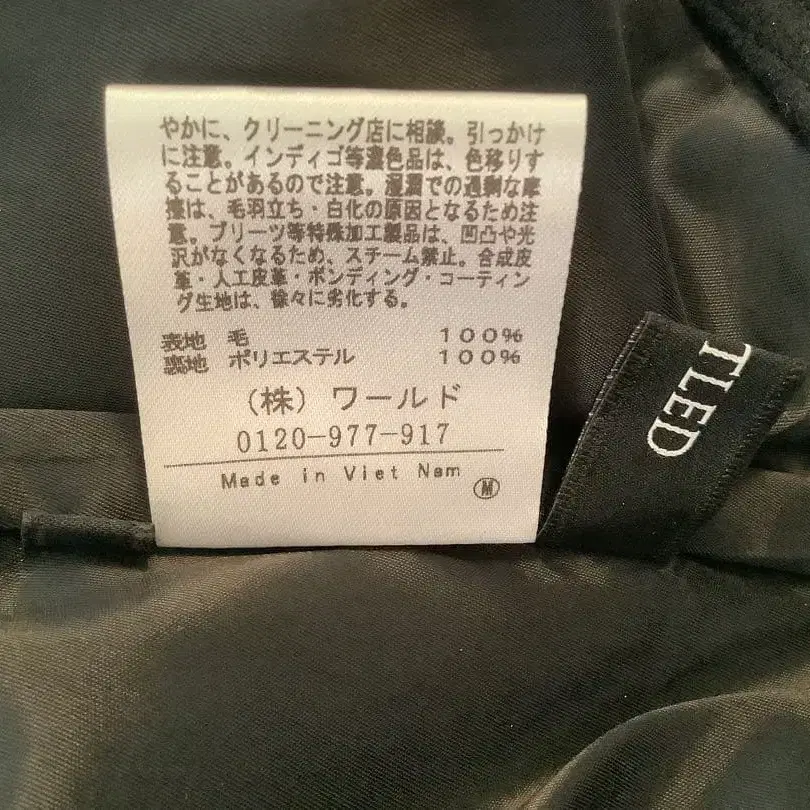 やかに、クリーニング店に相談。引っかけ
に注意。インディゴ等濃色品は、色移りす
ることがあるので注意。湿潤での過剰な摩
擦は、毛羽立ち・白化の原因となるため注
意。プリーツ等特殊加工製品は、凹凸や光
沢がなくなるため、スチーム禁止。合成皮
革・人工皮革・ボンディング・コーティン
グ生地は、徐々に劣化する。
表地 毛 100%
裏地 ポリエステル 100%
(株)ワールド
0120-977-917
Made in Viet Nam
M
TLED